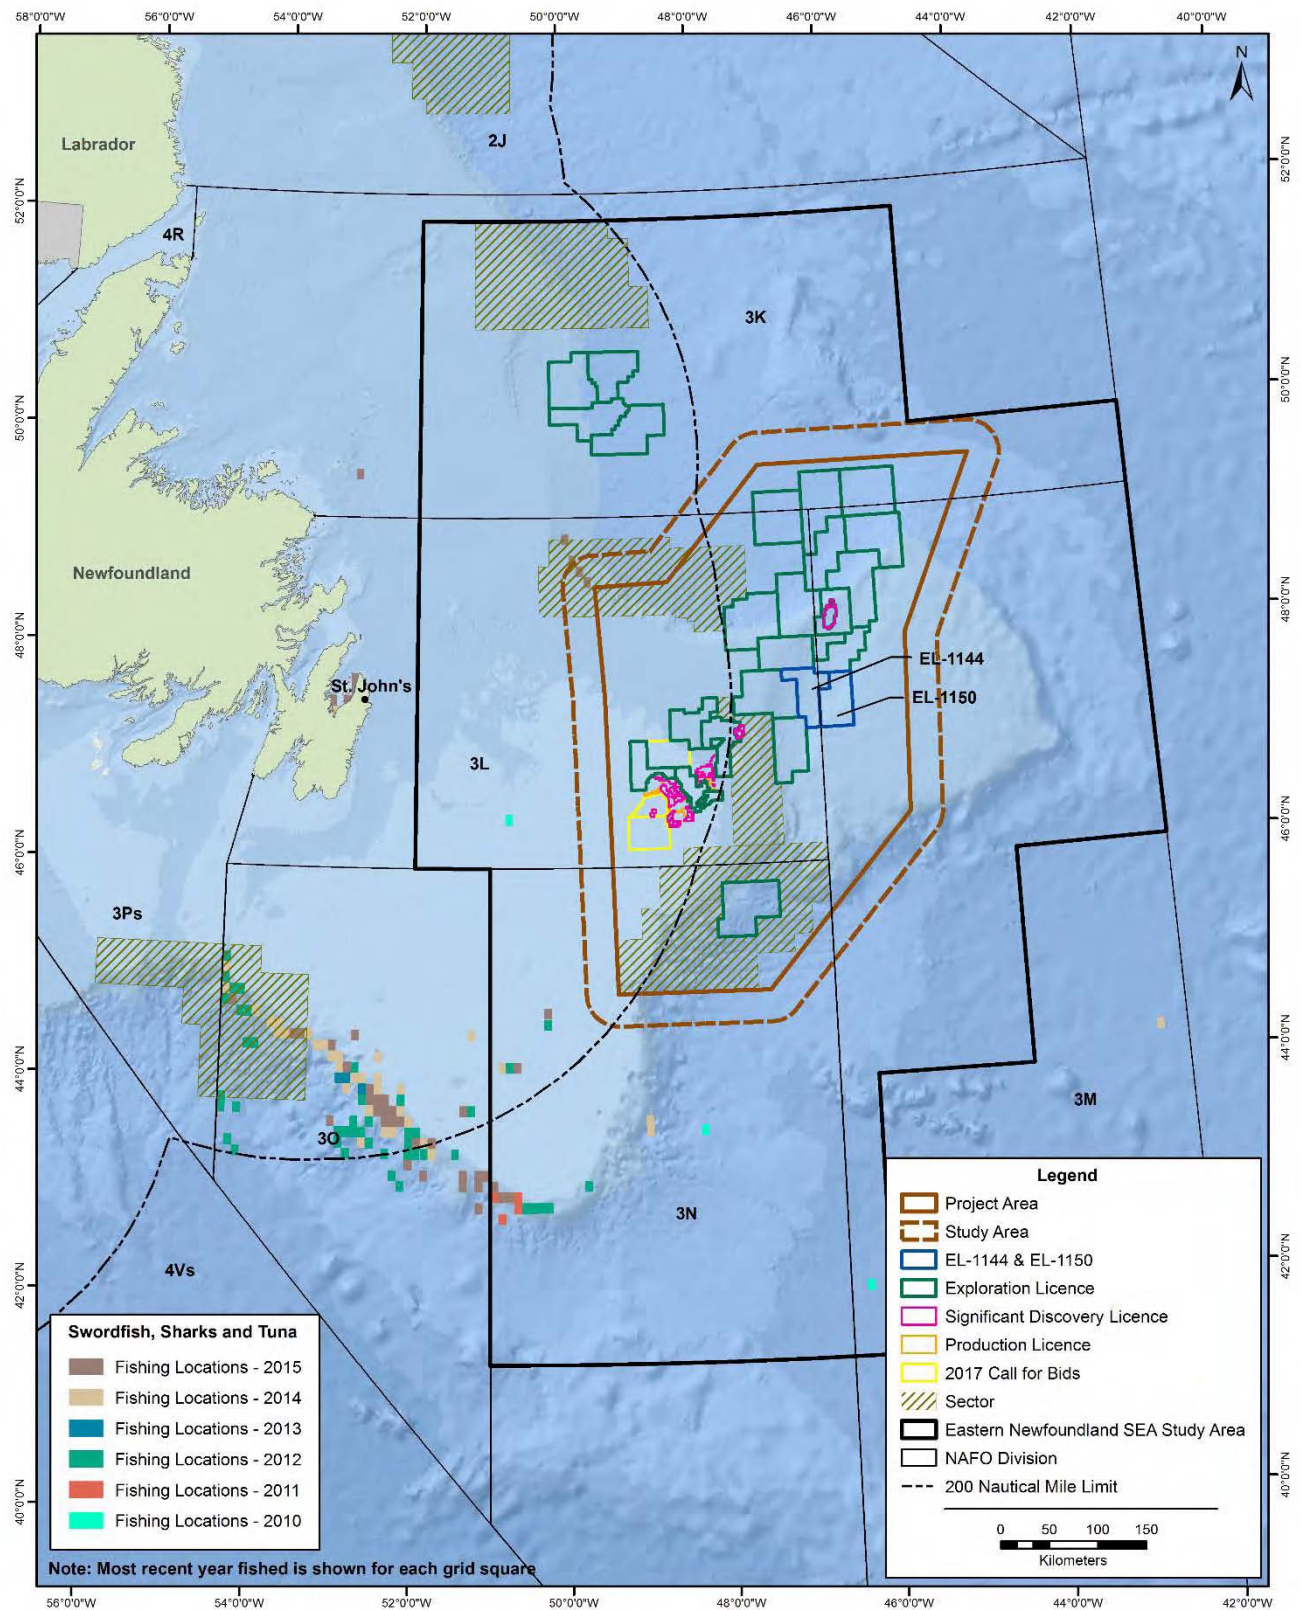 58°0'0"W 56°0'0"W 54°0'0"W 52°0'0"W 50°0'0"W 48°0'0"W 46°0'0"W 44°0'0"W 42°0'0"W 40°0'0"W
N
Labrador
2J
52°0'0"N
52°0'0"N
4R
3K
50°0'0"N
50°0'0"N
Newfoundland
48°0'0"N
48°0'0"N
EL-1144
St. John's
EL-1150
3L
46°0'0"N
46°0'0"N
3Ps
44°0'0"N
44°0'0"N
3M
3O
3N
4Vs
42°0'0"N
42°0'0"N
40°0'0"N
40°0'0"N
Swordfish, Sharks and Tuna
Fishing Locations - 2015
Fishing Locations - 2014
Fishing Locations - 2013
Fishing Locations - 2012
Fishing Locations - 2011
Fishing Locations - 2010
Note: Most recent year fished is shown for each grid square
Legend
Project Area
Study Area
EL-1144 & EL-1150
Exploration Licence
Significant Discovery Licence
Production Licence
2017 Call for Bids
Sector
Eastern Newfoundland SEA Study Area
NAFO Division
200 Nautical Mile Limit
0 50 100 150
Kilometers
56°0'0"W 54°0'0"W 52°0'0"W 50°0'0"W 48°0'0"W 46°0'0"W 44°0'0"W 42°0'0"W